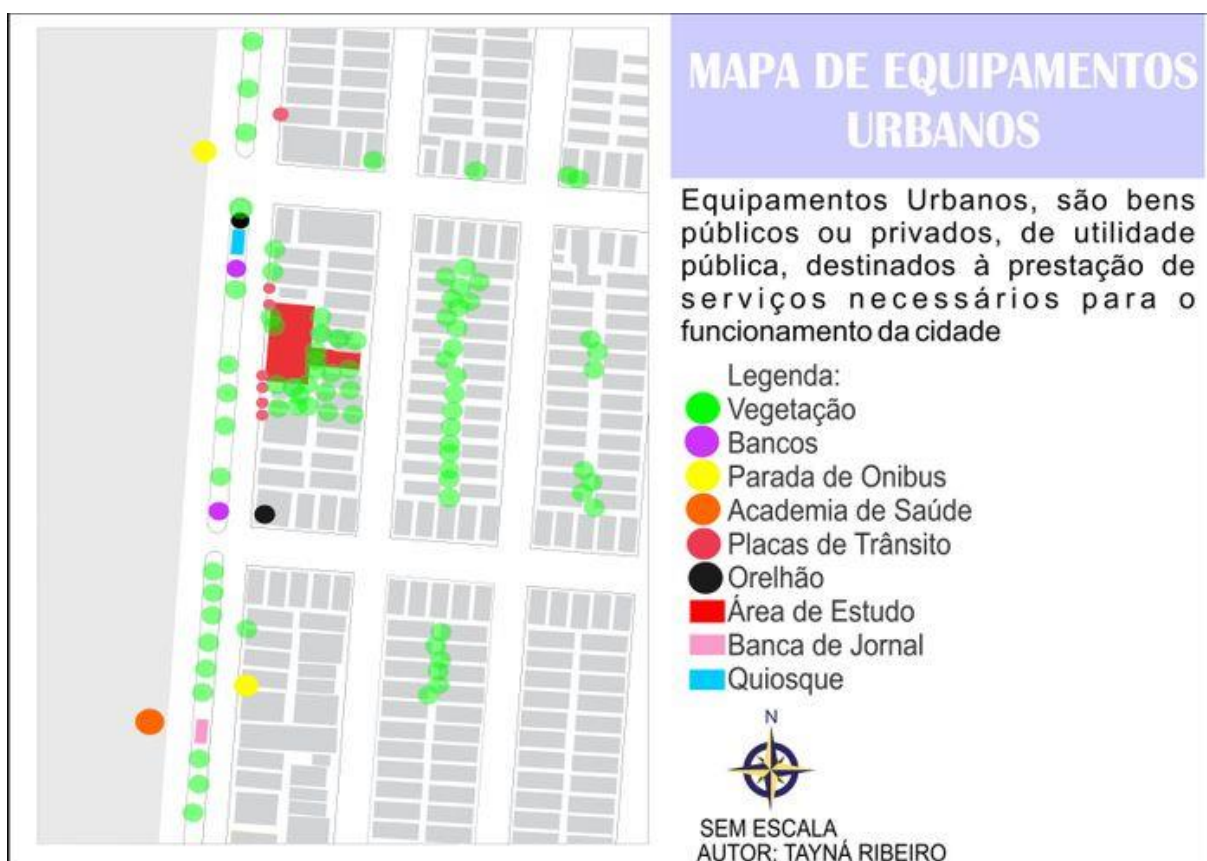 MAPA DE EQUIPAMENTOS
URBANOS
Equipamentos Urbanos, são bens
públicos ou privados, de utilidade
pública, destinados à prestação de
serviços necessários para o
funcionamento da cidade
Legenda:
Vegetação
Bancos
Parada de Onibus
Academia de Saúde
Placas de Trânsito
Orelhão
Área de Estudo
Banca de Jornal
Quiosque
N
SEM ESCALA
AUTOR: TAYNÁ RIBEIRO